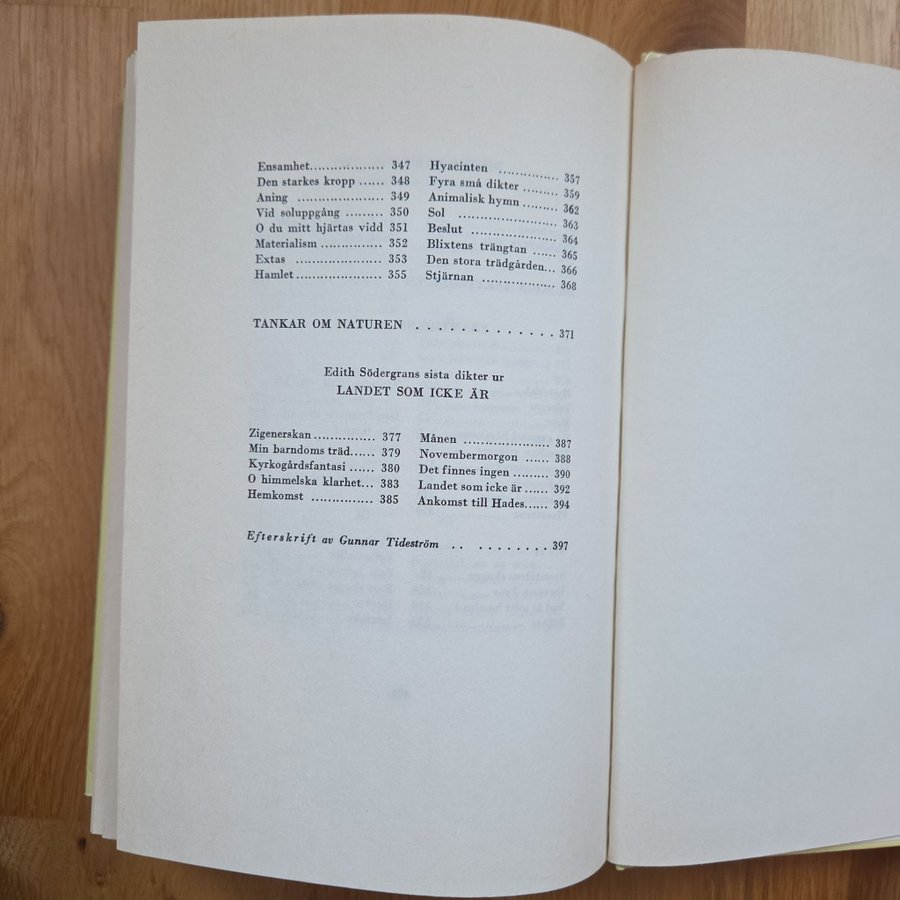 Ensamhet.................. 347
Den starkes kropp ...... 348
Aning ..................... 349
Vid soluppgång ......... 350
O du mitt hjärtas vidd 351
Materialism ............... 352
Extas ..................... 353
Hamlet ..................... 355
Hyacinten ............... 357
Fyra små dikter ......... 359
Animalisk hymn ......... 362
Sol ........................ 363
Beslut ..................... 364
Blixtens trängtan ...... 365
Den stora trädgården... 366
Stjärnan .................. 368
TANKAR OM NATUREN . . . . . . . . . . . . . 371
Edith Södergrans sista dikter ur
LANDET SOM ICKE ÄR
Zigenerskan ............... 377
Min barndoms träd...... 379
Kyrkogårdsfantasi ...... 380
O himmelska klarhet... 383
Hemkomst ............... 385
Månen ..................... 387
Novembermorgon ...... 388
Det finnes ingen ......... 390
Landet som icke är ...... 392
Ankomst till Hades...... 394
Efterskrift av Gunnar Tideström . . . . . . . . . . 397